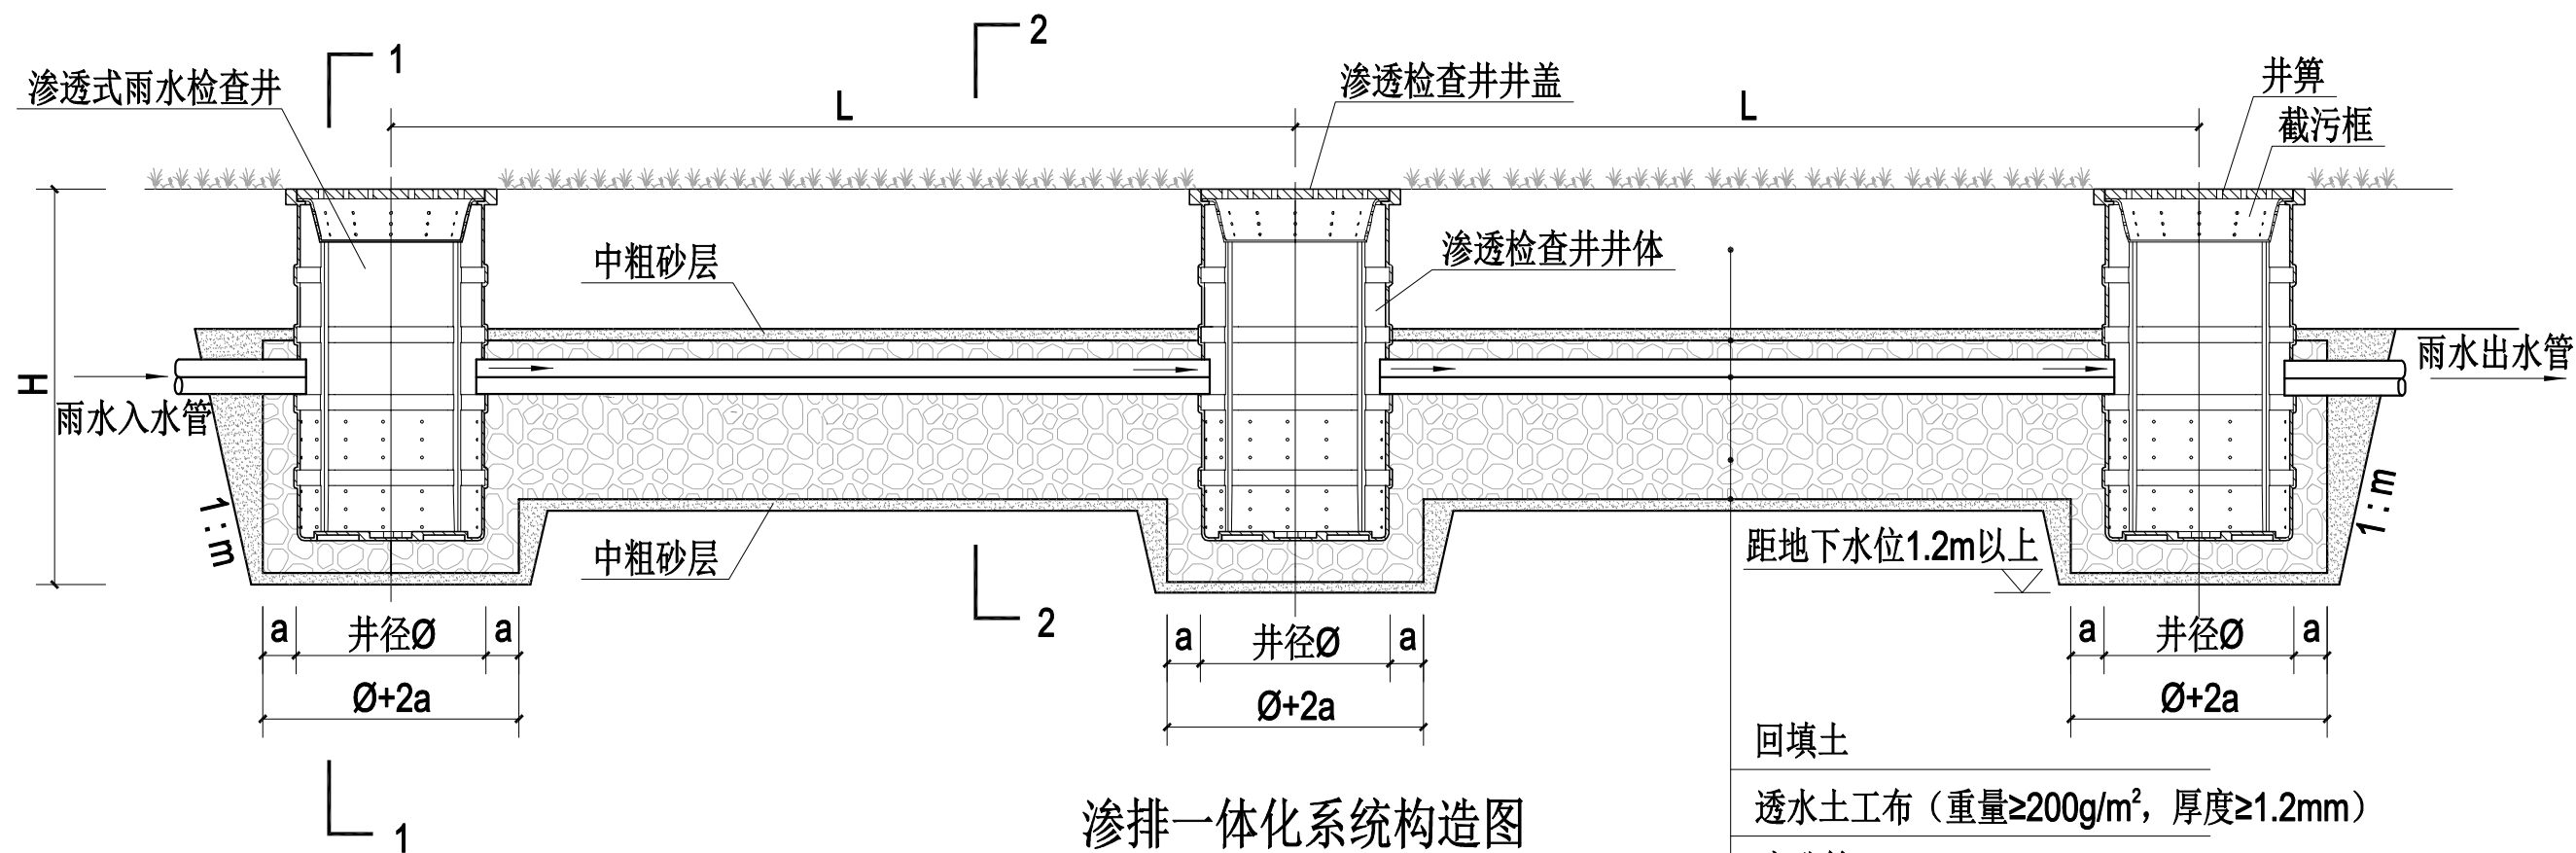 1
2
渗透式雨水检查井
L
渗透检查井井盖
L
井箅
截污框
中粗砂层
渗透检查井井体
H
雨水入水管
雨水出水管
1:m
1:m
中粗砂层
距地下水位1.2m以上
2
a
井径Ø
a
a
井径Ø
a
a
井径Ø
a
Ø+2a
Ø+2a
Ø+2a
回填土
透水土工布（重量≥200g/m²，厚度≥1.2mm）
渗排一体化系统构造图
1